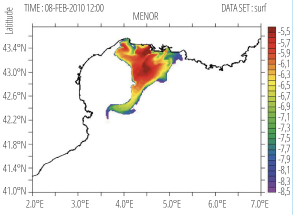 TIME : 08-FEB-2010 12:00 DATA SET : surf
MENOR
Latitude
43.4°N
43.0°N
42.6°N
42.2°N
41.8°N
41.4°N
41.0°N
2.0°E 3.0°E 4.0°E 5.0°E 6.0°E 7.0°E
-5,5
-5,7
-5,9
-6,1
-6,3
-6,5
-6,7
-6,9
-7,1
-7,3
-7,5
-7,7
-7,9
-8,1
-8,3
-8,5